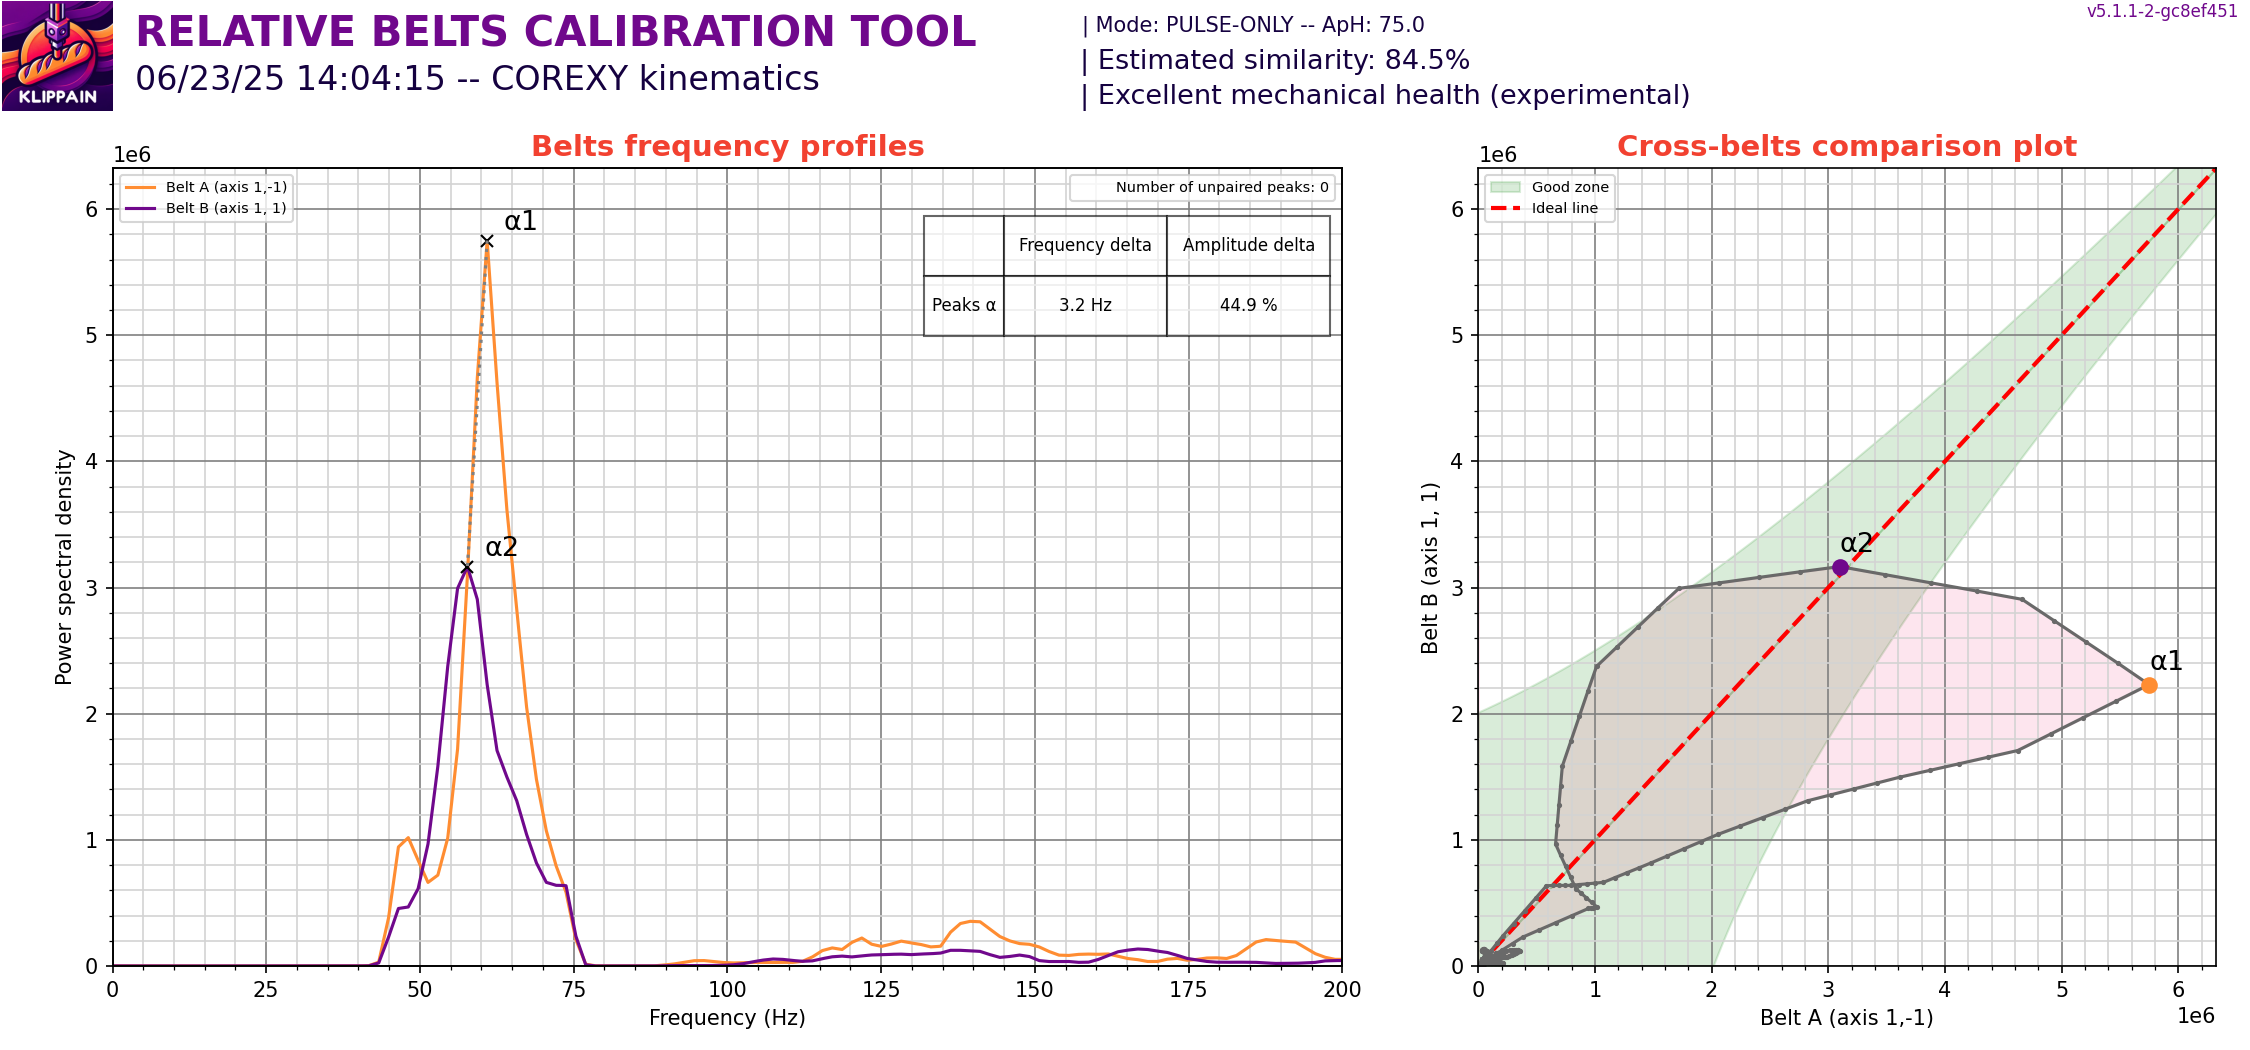 KLIPPAIN
RELATIVE BELTS CALIBRATION TOOL
06/23/25 14:04:15 -- COREXY kinematics
| Mode: PULSE-ONLY -- ApH: 75.0
| Estimated similarity: 84.5%
| Excellent mechanical health (experimental)
v5.1.1-2-gc8ef451
Belts frequency profiles
1e6
Belt A (axis 1,-1)
Belt B (axis 1, 1)
Number of unpaired peaks: 0
Frequency delta Amplitude delta
Peaks α 3.2 Hz 44.9 %
α1
α2
Power spectral density
6
5
4
3
2
1
0
0 25 50 75 100 125 150 175 200
Frequency (Hz)
Cross-belts comparison plot
1e6
Good zone
Ideal line
α2
α1
Belt B (axis 1, 1)
6
5
4
3
2
1
0
0 1 2 3 4 5 6
1e6
Belt A (axis 1,-1)